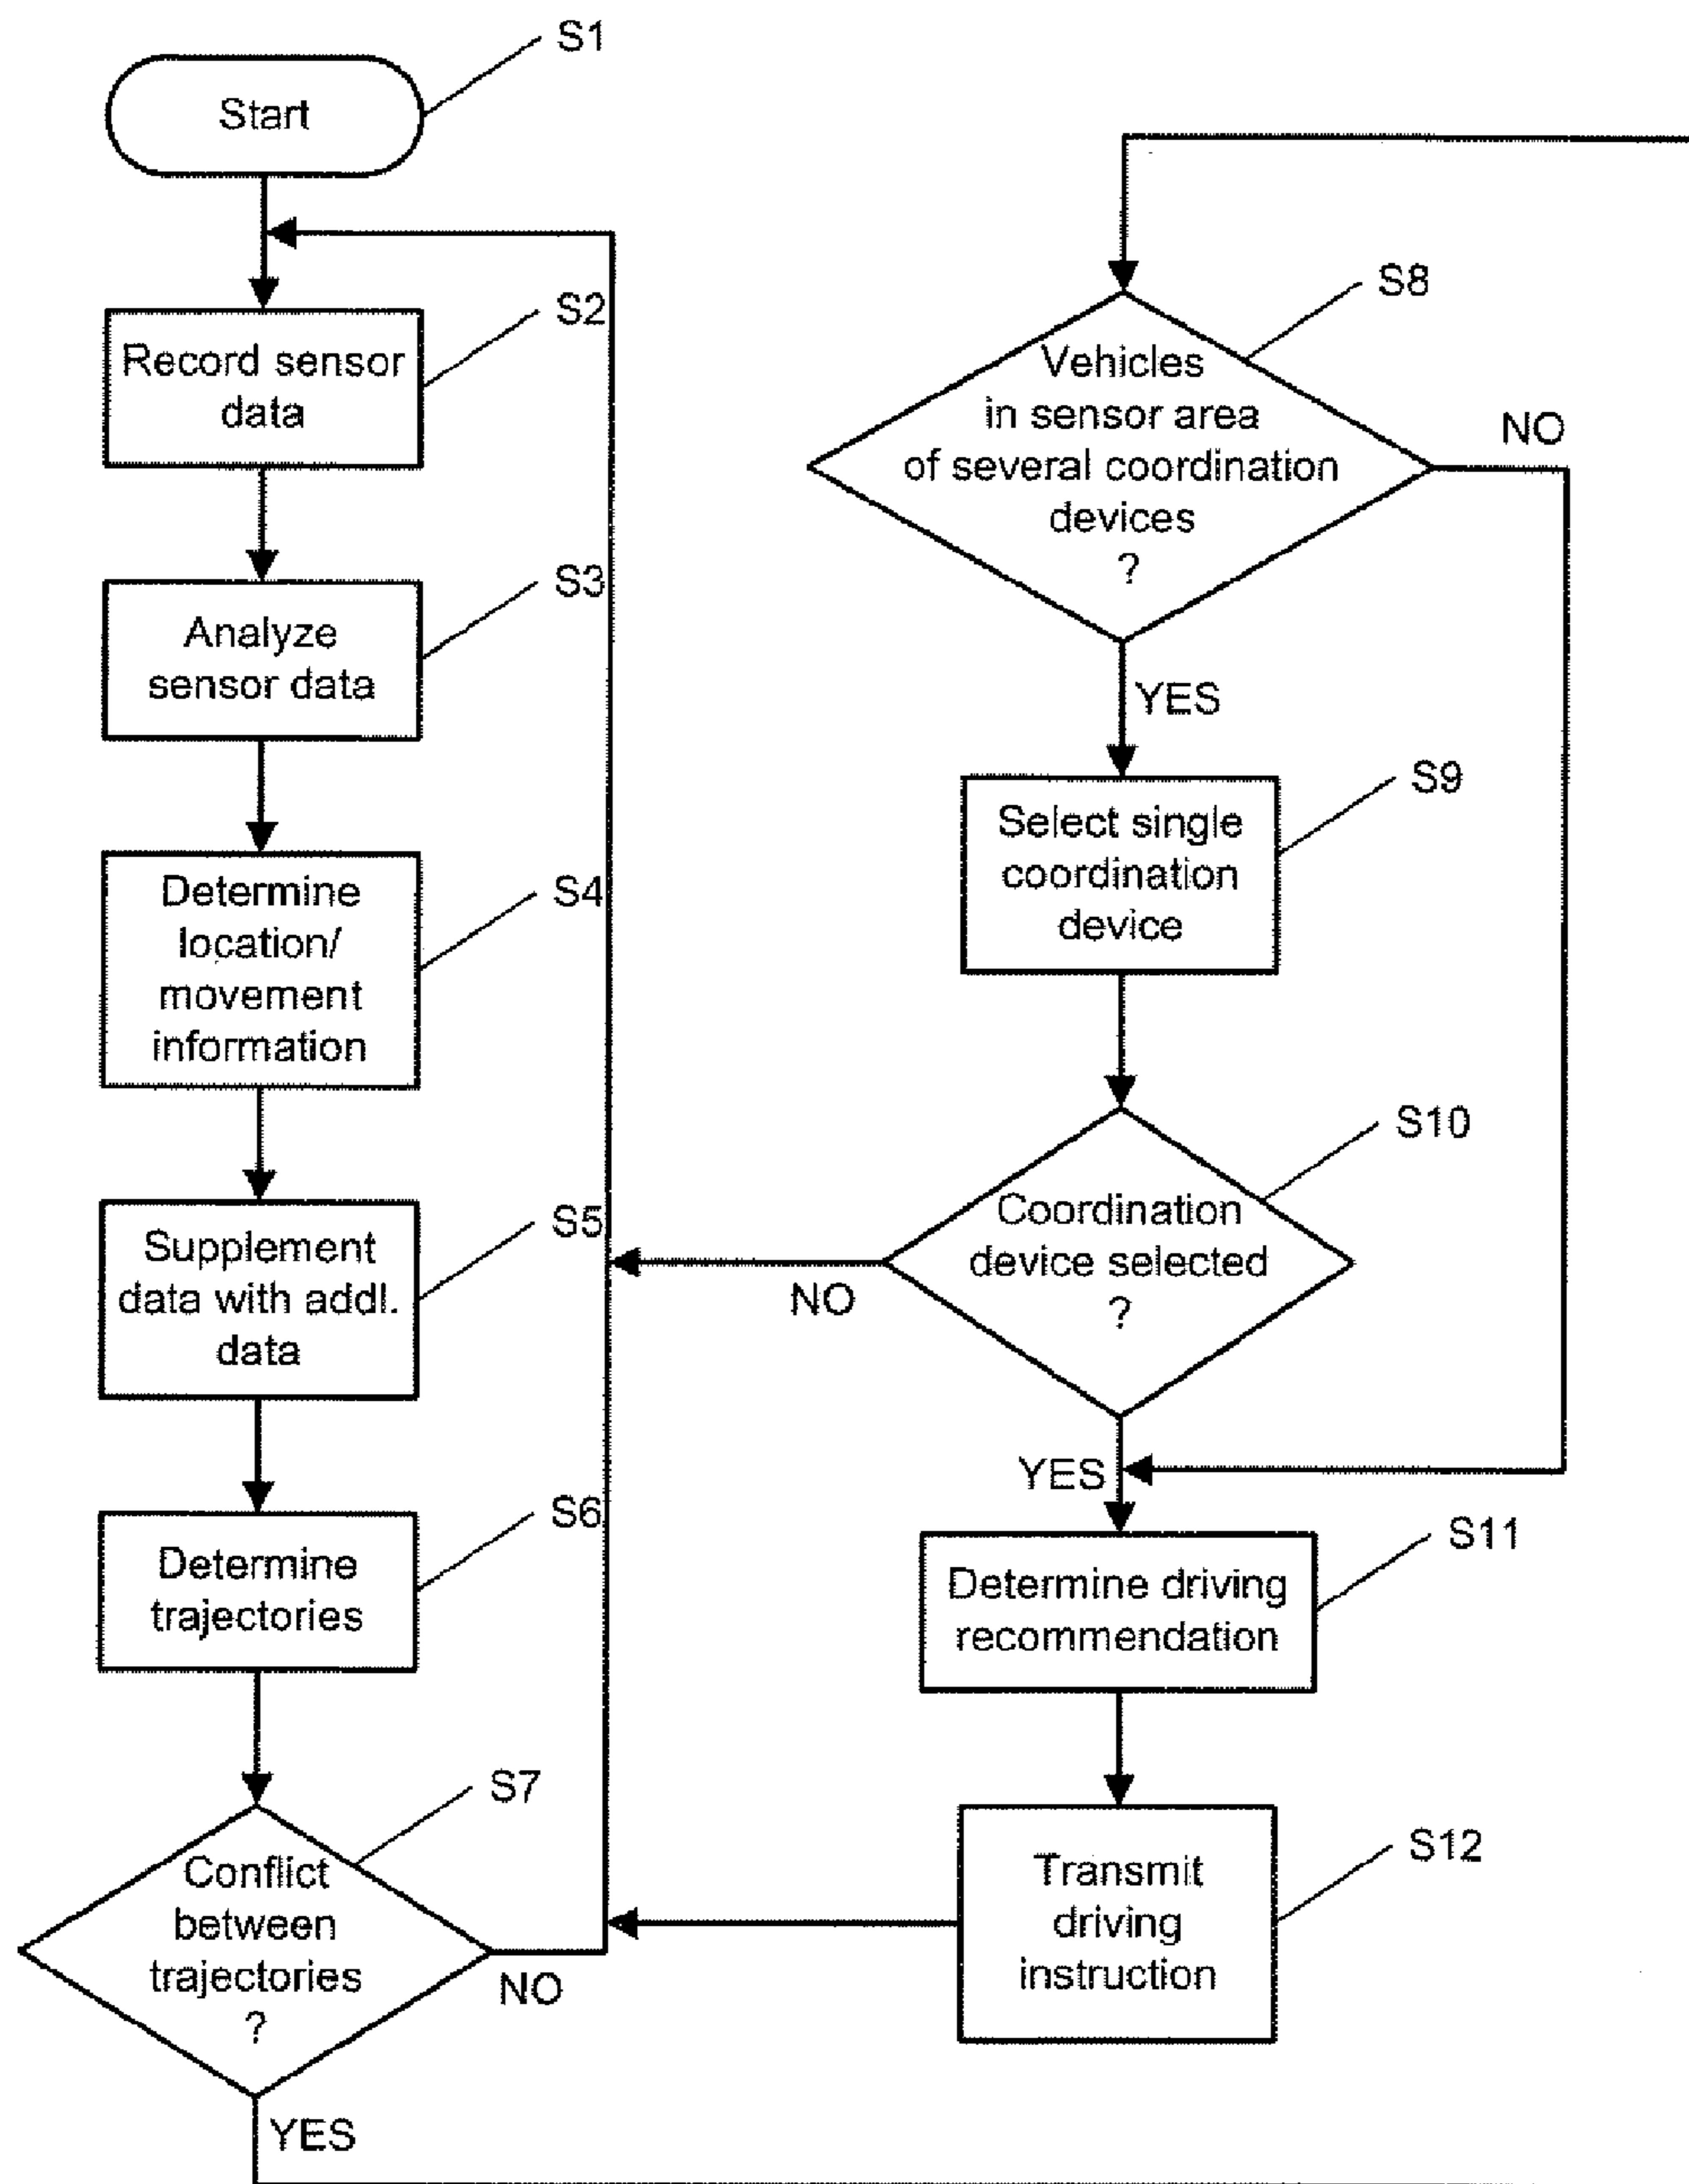 S1
Start
S2
Record sensor
data
S3
Analyze
sensor data
S4
Determine
location/
movement
information
S5
Supplement
data with addl.
data
S6
Determine
trajectories
S7
Conflict
between
trajectories
?
NO
YES
S8
Vehicles
in sensor area
of several coordination
devices
?
NO
YES
S9
Select single
coordination
device
S10
Coordination
device selected
?
NO
YES
S11
Determine driving
recommendation
S12
Transmit
driving
instruction